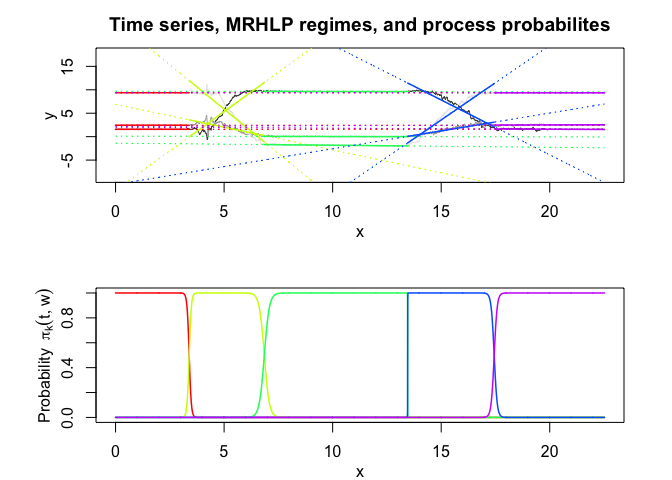 Time series, MRHLP regimes, and process probabilites
y
15
5
-5
0 5 10 15 20
x
Probability πk(t, w)
0.8
0.4
0.0
0 5 10 15 20
x